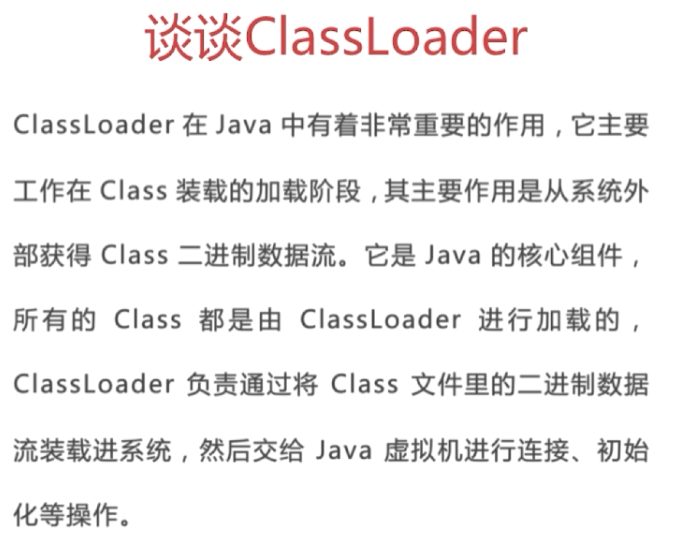 谈谈ClassLoader
ClassLoader 在 Java 中有着非常重要的作用，它主要
工作在 Class 装载的加载阶段，其主要作用是从系统外
部获得 Class 二进制数据流。它是 Java 的核心组件，
所有的 Class 都是由 ClassLoader 进行加载的，
ClassLoader 负责通过将 Class 文件里的二进制数据
流装载进系统，然后交给 Java 虚拟机进行连接、初始
化等操作。